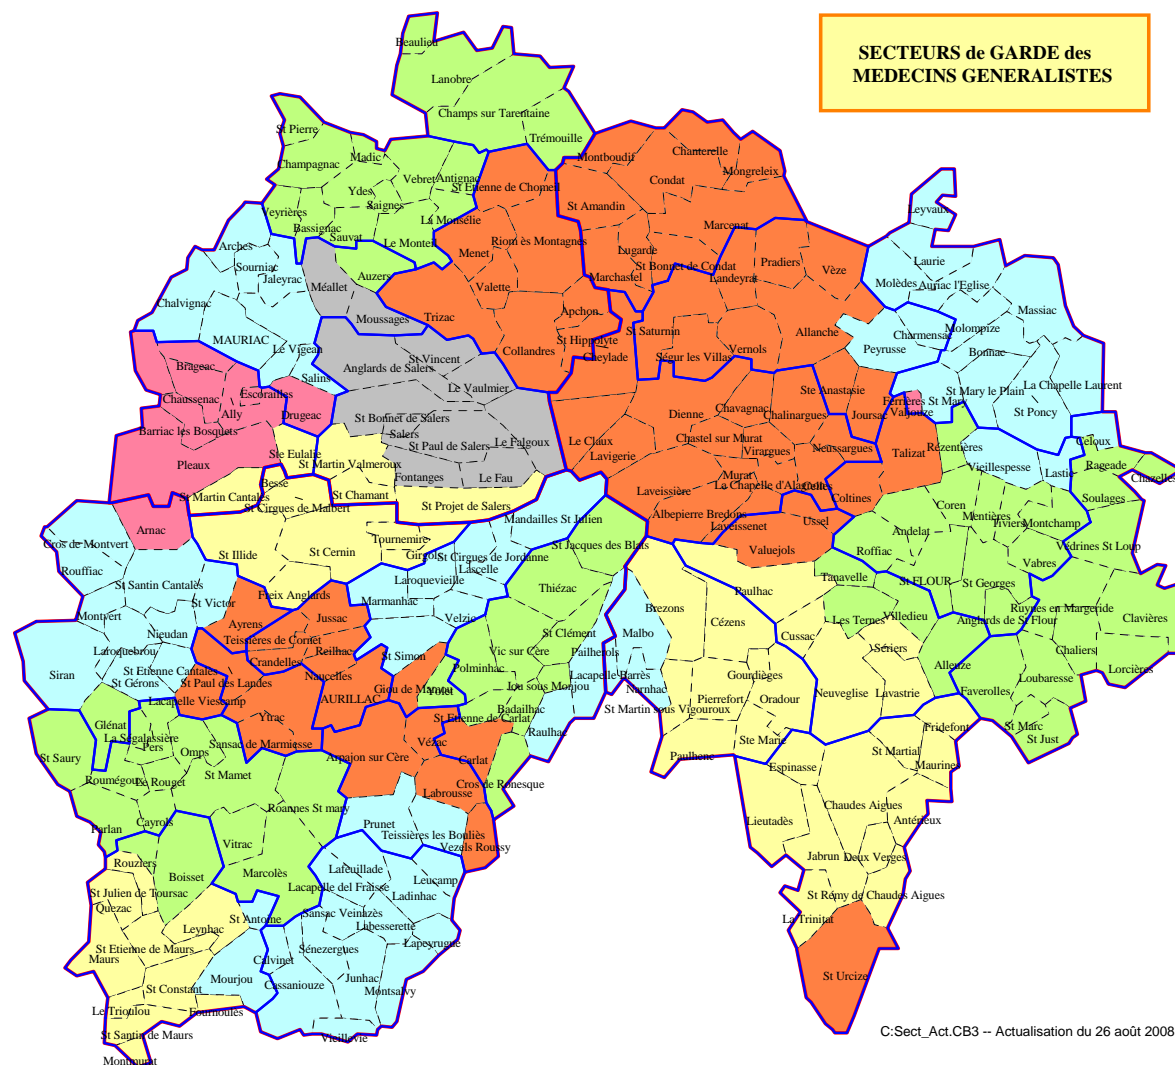 SECTEURS de GARDE des
MEDECINS GENERALISTES
Beaulieu
Lanobre
Champs sur Tarentaine
Trémouille
St Pierre
Champagnac
Madic
Vebret
Antignac
Ydes
Saignes
Veyrières
Bassignac
Sauvat
La Monsélie
Le Monteil
Auzers
St Etienne de Chomeil
Riom ès Montagnes
Menet
Valette
Trizac
Collandres
Apchon
St Hippolyte
Cheylade
Montboudif
Chanterelle
Condat
Mongreleix
St Amandin
Lugarde
Marcenat
St Bonnet de Condat
Marchastel
Landeyrat
Pradiers
Vèze
Allanche
St Saturnin
Ségur les Villas
Vernols
Leyvaux
Laurie
Molèdes
Auriac l'Eglise
Massiac
Charmensac
Molompize
Bonnac
Peyrusse
St Mary le Plain
La Chapelle Laurent
St Poncy
Ferrières St Mary
Valjouze
Rézentières
Vieillespesse
Lastic
Celoux
Rageade
Chazelles
Soulages
Arches
Sourniac
Jaleyrac
Chalvignac
MAURIAC
Le Vigean
Salins
Méallet
Moussages
St Vincent
Anglards de Salers
Le Vaulmier
St Bonnet de Salers
Salers
St Paul de Salers
Le Falgoux
Fontanges
Le Fau
Brageac
Chaussenac
Ally
Escorailles
Drugeac
Barriac les Bosquets
Pleaux
Ste Eulalie
St Martin Valmeroux
Besse
St Martin Cantalès
St Cirgues de Malbert
St Chamant
St Projet de Salers
Arnac
St Illide
St Cernin
Tournemire
Girgols
Freix Anglards
Le Claux
Lavigerie
Dienne
Chavagnac
Chalinargues
Ste Anastasie
Joursac
Chastel sur Murat
Virargues
Neussargues
Talizat
Murat
La Chapelle d'Alagnon
Celles
Coltines
Laveissière
Albepierre Bredons
Laveissenet
Ussel
Valuejols
Coren
Mentières
Tiviers
Montchamp
Andelat
Roffiac
Védrines St Loup
Vabres
St FLOUR
St Georges
Tanavelle
Les Ternes
Villedieu
Anglards de St Flour
Ruynes en Margeride
Clavières
Chaliers
Lorcières
Loubaresse
Faverolles
St Marc
St Just
Alleuze
Mandailles St Julien
St Cirgues de Jordanne
Lascelle
Laroquevieille
Marmanhac
Velzic
St Simon
St Jacques des Blats
Thiézac
St Clément
Vic sur Cère
Polminhac
Yolet
Jou sous Monjou
Badailhac
Pailherols
Lacapelle Barrès
Malbo
Narnhac
Brezons
St Martin sous Vigouroux
Raulhac
Paulhac
Cézens
Cussac
Gourdièges
Pierrefort
Oradour
Ste Marie
Paulhenc
Neuveglise
Sériers
Lavastrie
Fridefont
St Martial
Maurines
Espinasse
Chaudes Aigues
Lieutadès
Antérieux
Jabrun
Deux Verges
St Rémy de Chaudes Aigues
La Trinitat
St Urcize
Cros de Montvert
Rouffiac
St Santin Cantalès
St Victor
Montvert
Nieudan
Laroquebrou
St Etienne Cantalès
St Gérons
Siran
Ayrens
Teissières de Cornet
Jussac
Reilhac
Crandelles
Naucelles
St Paul des Landes
Lacapelle Viescamp
Ytrac
AURILLAC
Giou de Mamou
St Etienne de Carlat
Sansac de Marmiesse
Arpajon sur Cère
Vézac
Carlat
Cros de Ronesque
Labrousse
Vezels Roussy
Prunet
Teissières les Bouliès
Glénat
La Ségalassière
Pers
Omps
St Saury
Roumégoux
Le Rouget
St Mamet
Roannes St mary
Parlan
Cayrols
Vitrac
Marcolès
Boisset
Rouziers
St Julien de Toursac
Quezac
Leynhac
St Antoine
St Etienne de Maurs
Maurs
St Constant
Mourjou
Calvinet
Fournoulès
Le Trioulou
St Santin de Maurs
Montmurat
Lafeuillade
Lacapelle del Fraisse
Leucamp
Ladinhac
Sansac Veinazès
Labesserette
Lapeyrugue
Sénezergues
Junhac
Cassaniouze
Montsalvy
Vieillevie
C:Sect_Act.CB3 -- Actualisation du 26 août 2008